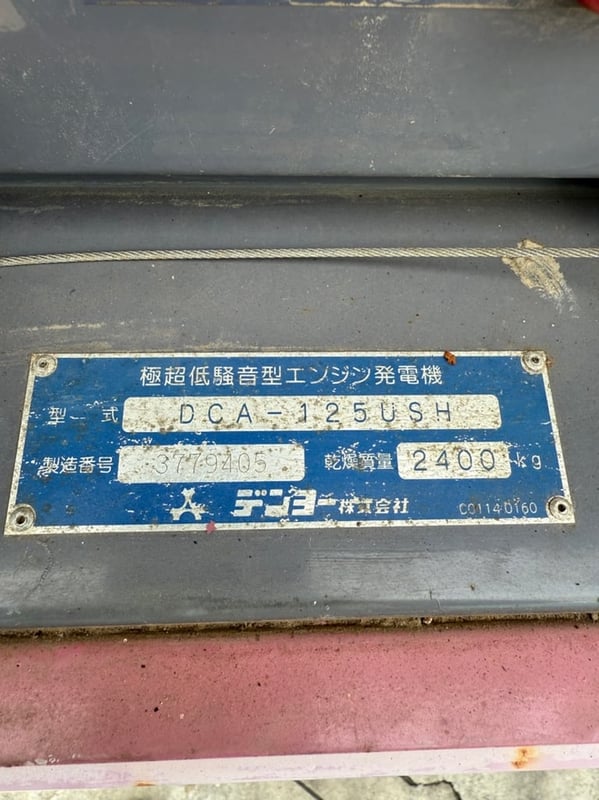 極超低騒音型エンジン発電機
型式 DCA-125USH
製造番号 3779405 乾燥質量 2400 kg
デンヨー株式会社 C01140160